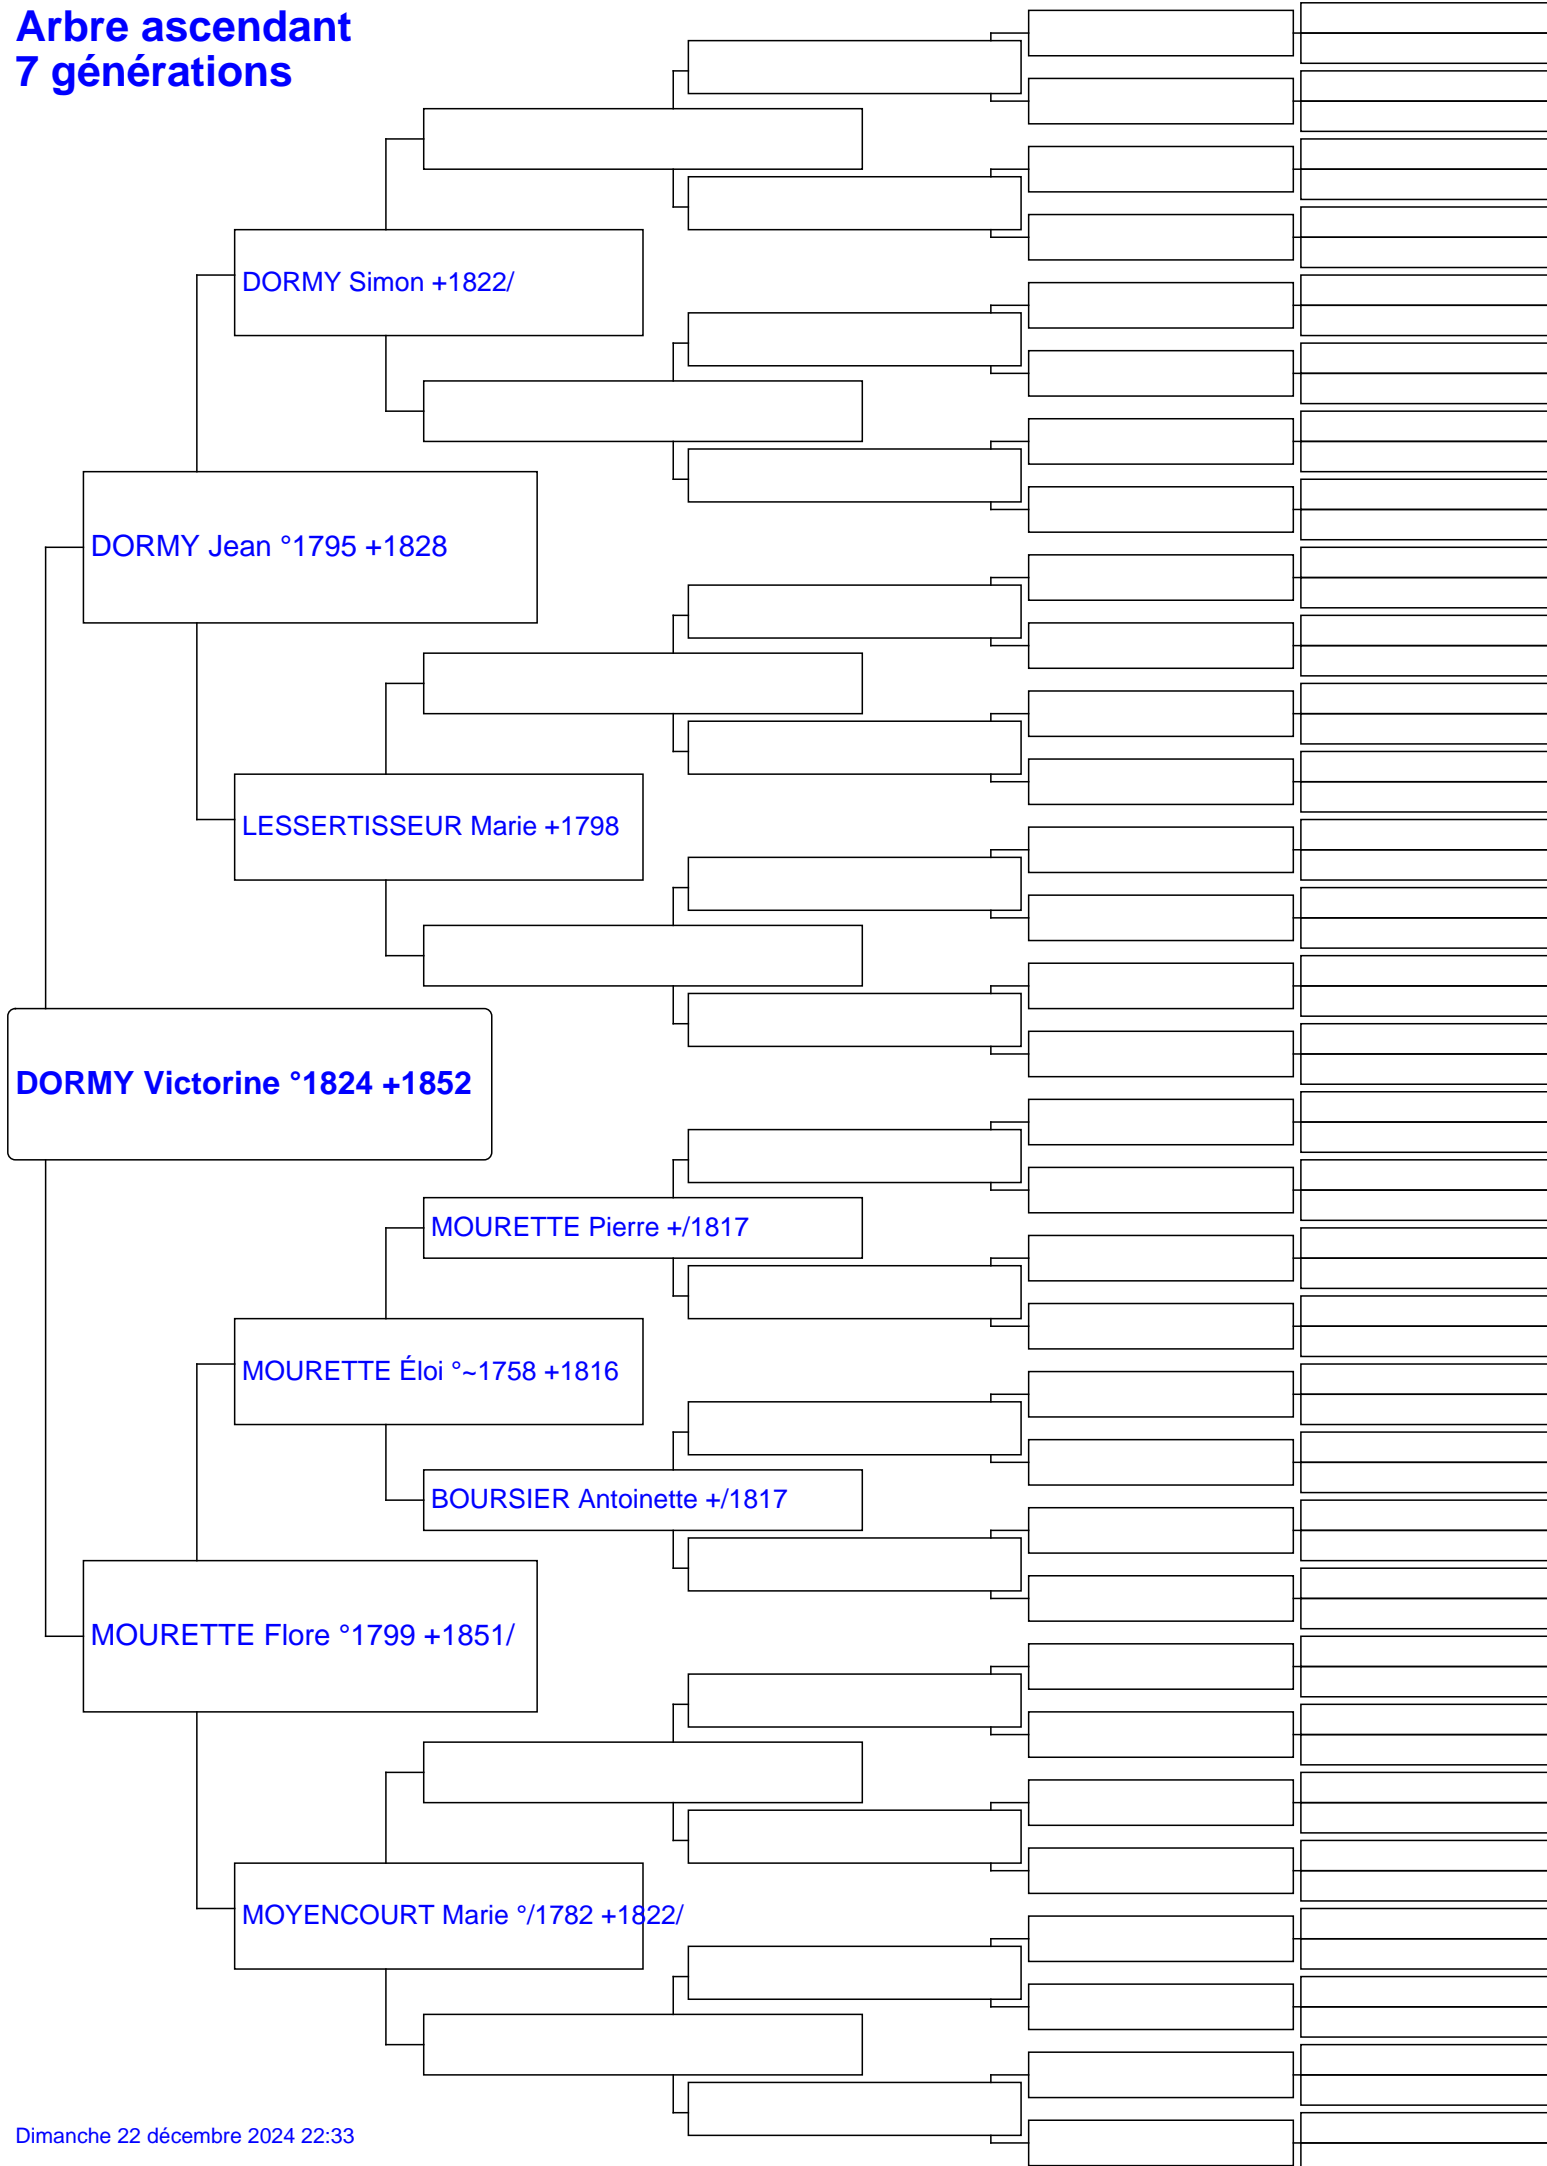 Arbre ascendant
7 générations
DORMY Simon +1822/
DORMY Jean °1795 +1828
LESSERTISSEUR Marie +1798
DORMY Victorine °1824 +1852
MOURETTE Pierre +/1817
MOURETTE Éloi °~1758 +1816
BOURSIER Antoinette +/1817
MOURETTE Flore °1799 +1851/
MOYENCOURT Marie °/1782 +1822/
Dimanche 22 décembre 2024 22:33